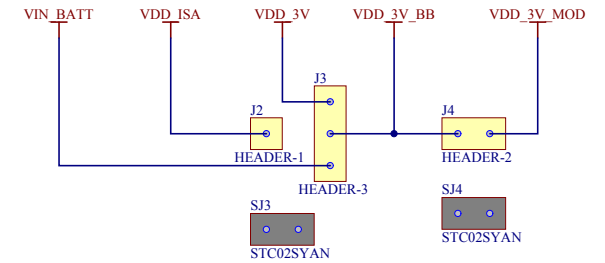 VIN_BATT VDD_ISA VDD_3V VDD_3V_BB VDD_3V_MOD
J3
J2 J4
HEADER-1 HEADER-2
HEADER-3
SJ3 SJ4
STC02SYAN STC02SYAN